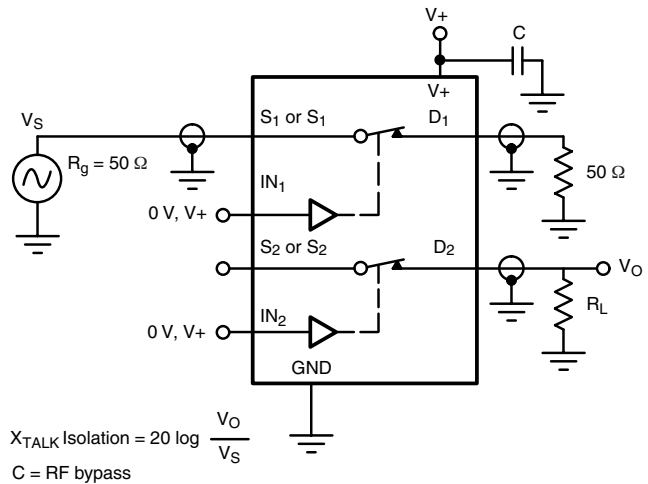 V+
C
V+
VS
S1 or S1
D1
Rg = 50 Ω
50 Ω
IN1
0 V, V+
S2 or S2
D2
VO
RL
IN2
0 V, V+
GND
XTALK Isolation = 20 log VO
VS
C = RF bypass